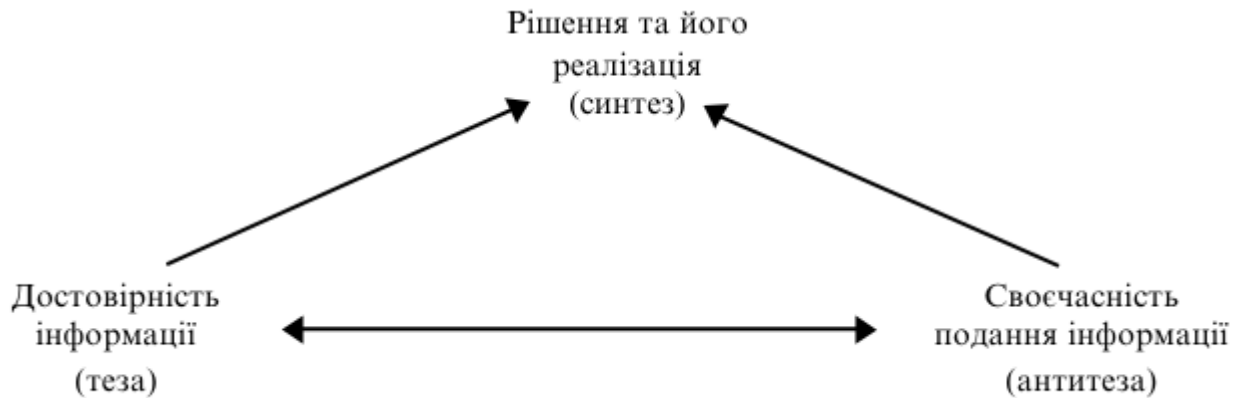 Рішення та його
реалізація
(синтез)
Достовірність
інформації
(теза)
Своєчасність
подання інформації
(антитеза)